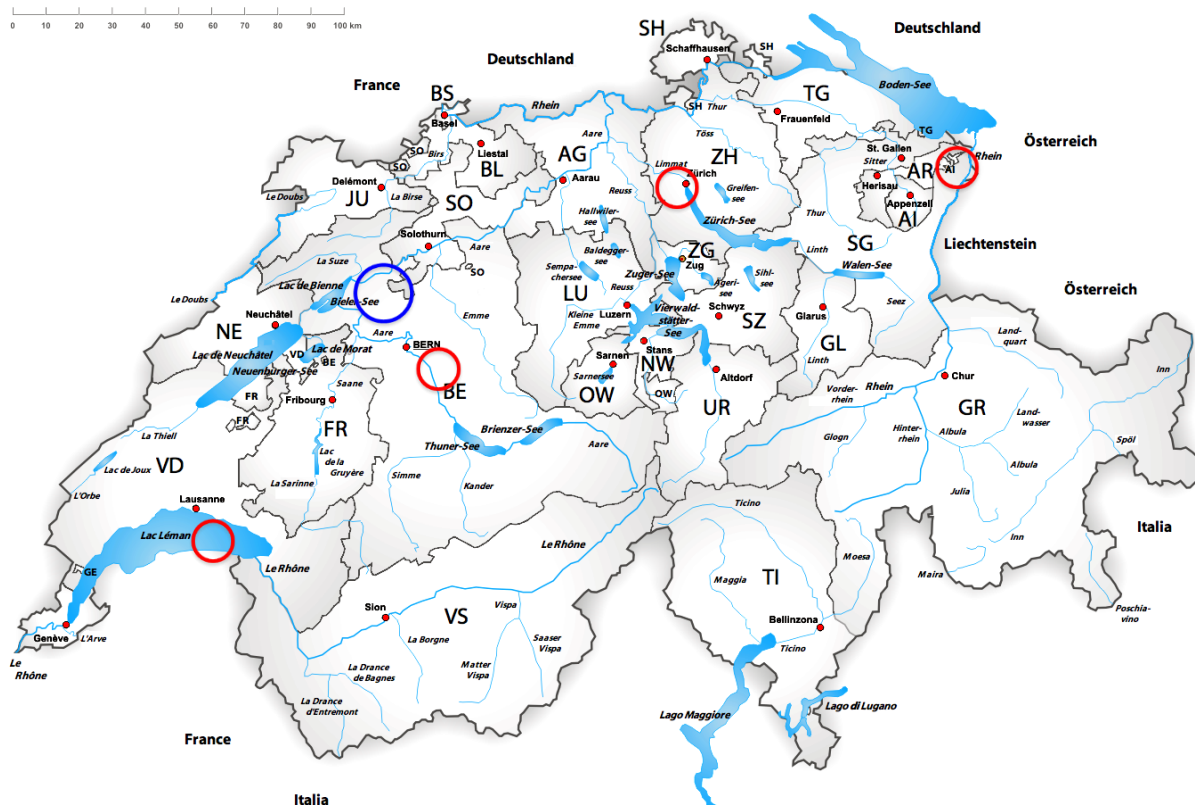 0 10 20 30 40 50 60 70 80 90 100 km
SH
Schaffhausen
SH
Deutschland
Deutschland
France
BS
Basel
Rhein
SH
Thur
TG
Boden-See
Frauenfeld
TG
Österreich
Aare
Töss
SO
SO
Birs
Liestal
BL
AG
Aarau
Limmat
ZH
Zürich
Greifen-
see
St. Gallen
Sitter
AR
AI
Rhein
Herisau
Appenzell
AI
Delémont
JU
La Birse
Le Doubs
SO
Reuss
Hallwiler-
see
Zürich-See
Thur
Solothurn
Aare
SO
Baldegger-
see
ZG
Zug
Linth
SG
Liechtenstein
La Suze
Lac de Bienne
Bieler-See
Sempa-
chersee
Zuger-See
Ägeri-
see
Sihl-
see
Walen-See
Österreich
Le Doubs
LU
Reuss
Seez
Neuchâtel
NE
Emme
Luzern
Kleine
Emme
Vierwald-
stätter-
See
Schwyz
SZ
Glarus
Aare
BERN
Lac de Neuchâtel
Neuenburger-See
VD
Lac de Morat
BE
Saane
Stans
NW
Sarnen
Sarnersee
OW
OW
GL
Linth
Land-
quart
Altdorf
Chur
Inn
BE
FR
Fribourg
FR
FR
UR
Vorder-
rhein
Rhein
GR
Brienzer-See
Thuner-See
Aare
Glogn
Hinter-
rhein
Albula
Land-
wasser
Spöl
La Thiell
VD
Lac de Joux
L'Orbe
Lac
de la
Gruyère
La Sarinne
Simme
Kander
Albula
Julia
Lausanne
Ticino
Italia
Lac Léman
Le Rhône
Le Rhône
Inn
Moesa
Maira
GE
TI
Maggia
Genève
L'Arve
Le
Rhône
Sion
VS
Vispa
La Borgne
Saaser
Vispa
Matter
Vispa
Bellinzona
Ticino
Poschia-
vino
La Drance
de Bagnes
La Drance
d'Entremont
Lago Maggiore
Lago di Lugano
France
Italia